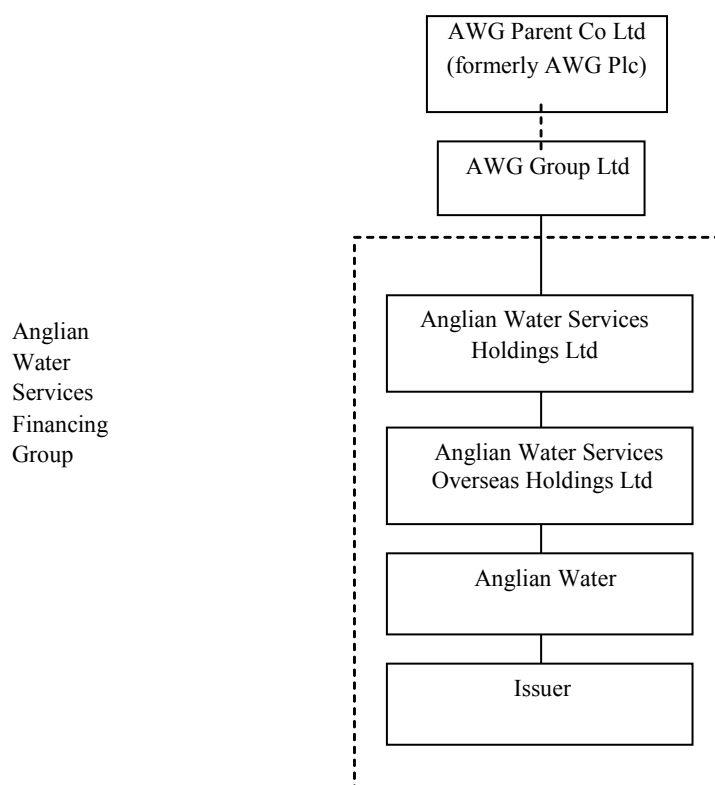 AWG Parent Co Ltd
(formerly AWG Plc)
AWG Group Ltd
Anglian Water Services
Holdings Ltd
Anglian
Water
Services
Financing
Group
Anglian Water Services
Overseas Holdings Ltd
Anglian Water
Issuer